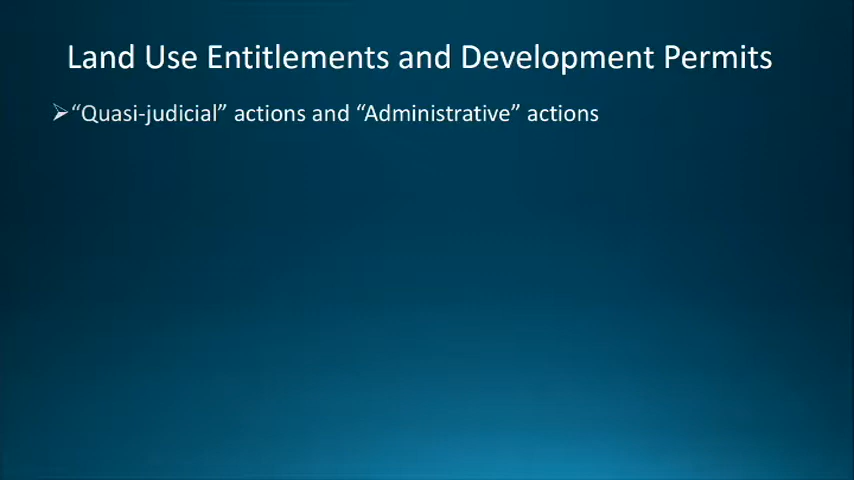 Land Use Entitlements and Development Permits
➢“Quasi-judicial” actions and “Administrative” actions